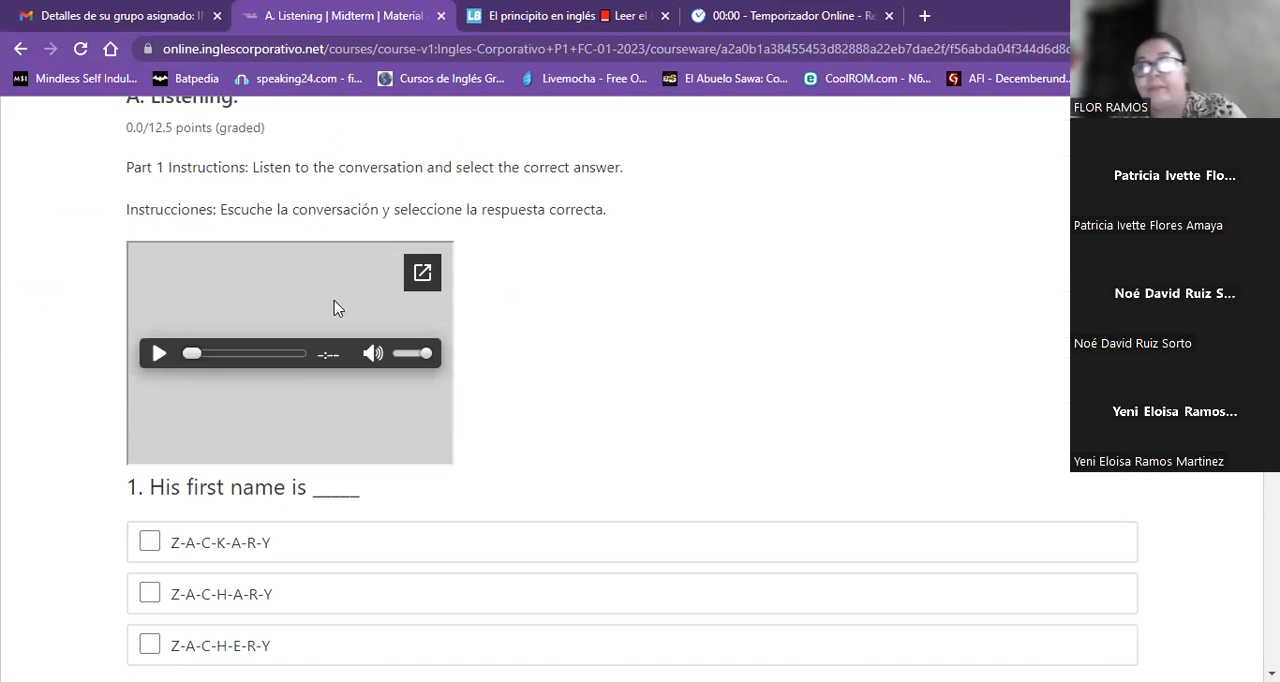 Detalles de su grupo asignado: I
A. Listening | Midterm | Material
El principito en inglés 📕 Leer el
00:00 - Temporizador Online - Re
online.inglescorporativo.net/courses/course-v1:Ingles-Corporativo+P1+FC-01-2023/courseware/a2a0b1a38455453d82888a22eb7dae2f/f56abda04f344d6d8
Mindless Self Indul...
Batpedia
speaking24.com - fi...
Cursos de Inglés Gr...
Livemocha - Free O...
El Abuelo Sawa: Co...
CoolROM.com - N6...
AFI - Decemberund...
A. Listening.
0.0/12.5 points (graded)
Part 1 Instructions: Listen to the conversation and select the correct answer.
Instrucciones: Escuche la conversación y seleccione la respuesta correcta.
-:--
1. His first name is _____
Z-A-C-K-A-R-Y
Z-A-C-H-A-R-Y
Z-A-C-H-E-R-Y
FLOR RAMOS
Patricia Ivette Flo...
Patricia Ivette Flores Amaya
Noé David Ruiz S...
Noé David Ruiz Sorto
Yeni Eloisa Ramos...
Yeni Eloisa Ramos Martinez